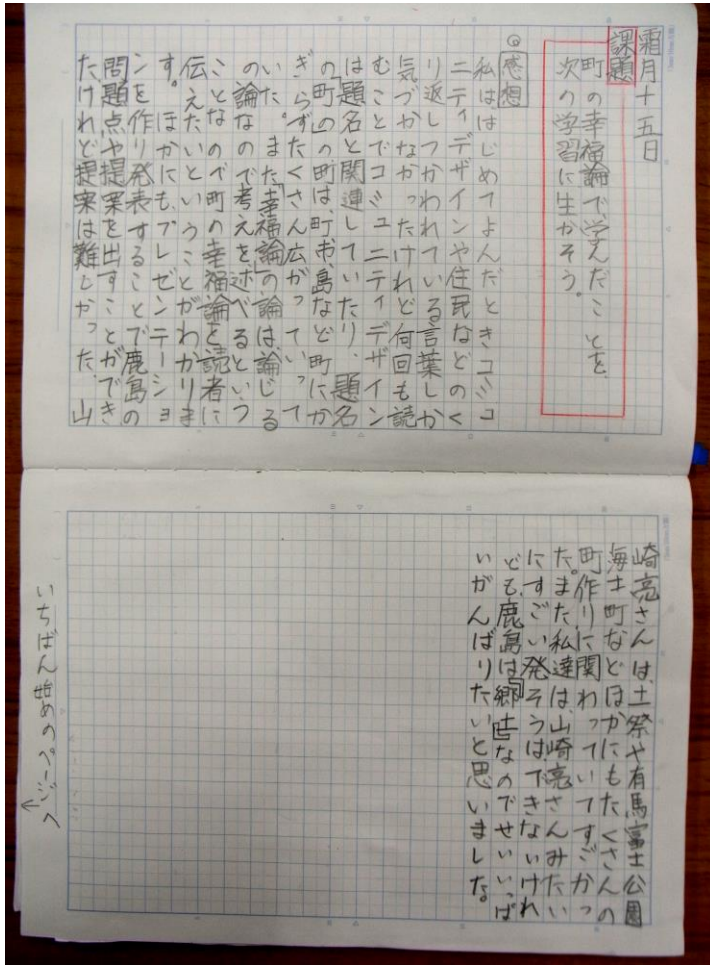 霜月十五日
課題
町の幸福論で学んだことを、
次の学習に生かそう。
感想
私ははじめてよんだときコミュ
ニティデザインや住民などのく
り返しつかわれている言葉しか
気づかなかったけれど何回も読
むことでコミュニティデザイン
は題名と関連していたり、題名
の「町」の町は、町、市、島など町にか
ぎらずたくさん広がっていって
いた。また、「幸福論」の論は、論じる
の論なので考えを述べるという
ことなので町の幸福論を読者に
伝えたいということがわかりま
す。ほかにも、プレゼンテーショ
ンを作り発表することで鹿島の
問題点や提案を出すことができ
たけれど提案は難しかった。山
崎亮さんは、土祭や有馬富士公園
海士町などほかにもたくさんの
町作りに関わっていてすごかっ
た。また、私達は、山崎亮さんみたい
にすごい発そうはできないけれ
ども、鹿島は「郷土」なのでせいいっぱ
いがんばりたいと思いました。
いちばん始めのページへ